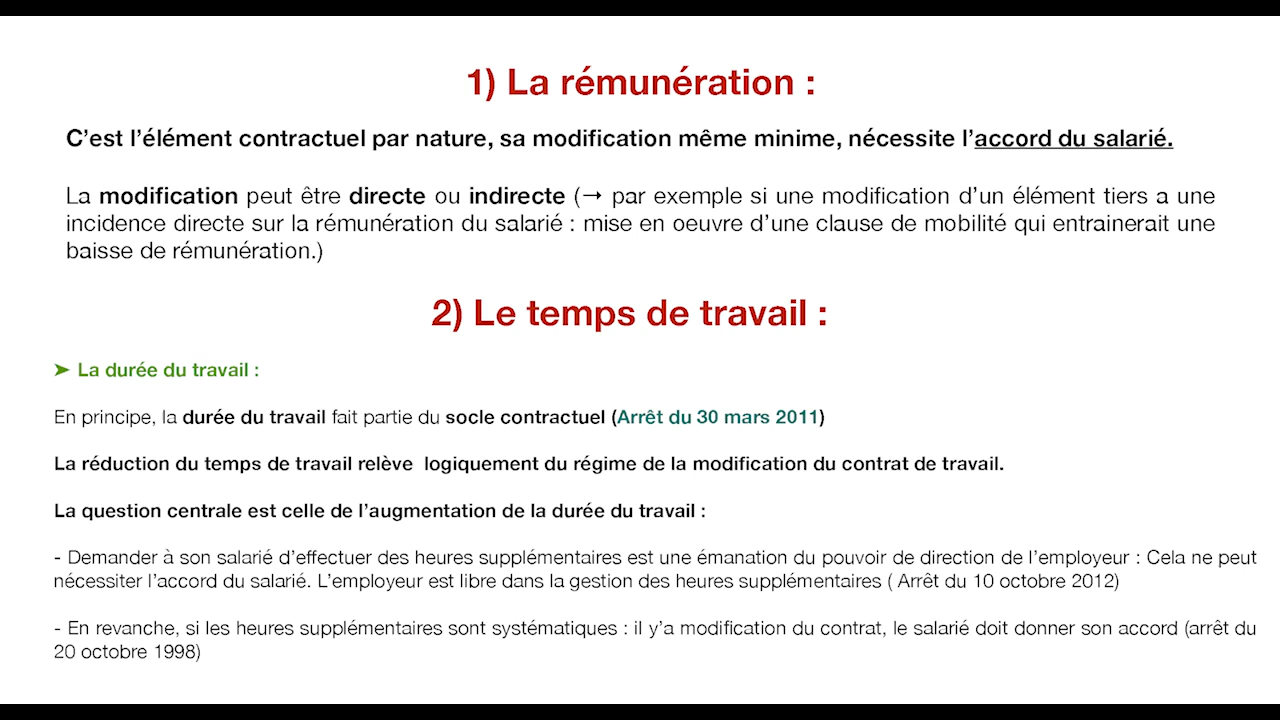 1) La rémunération :
C’est l’élément contractuel par nature, sa modification même minime, nécessite l’accord du salarié.
La modification peut être directe ou indirecte (→ par exemple si une modification d’un élément tiers a une
incidence directe sur la rémunération du salarié : mise en oeuvre d’une clause de mobilité qui entrainerait une
baisse de rémunération.)
2) Le temps de travail :
➤ La durée du travail :
En principe, la durée du travail fait partie du socle contractuel (Arrêt du 30 mars 2011)
La réduction du temps de travail relève  logiquement du régime de la modification du contrat de travail.
La question centrale est celle de l’augmentation de la durée du travail :
- Demander à son salarié d’effectuer des heures supplémentaires est une émanation du pouvoir de direction de l’employeur : Cela ne peut
nécessiter l’accord du salarié. L’employeur est libre dans la gestion des heures supplémentaires ( Arrêt du 10 octobre 2012)
- En revanche, si les heures supplémentaires sont systématiques : il y’a modification du contrat, le salarié doit donner son accord (arrêt du
20 octobre 1998)